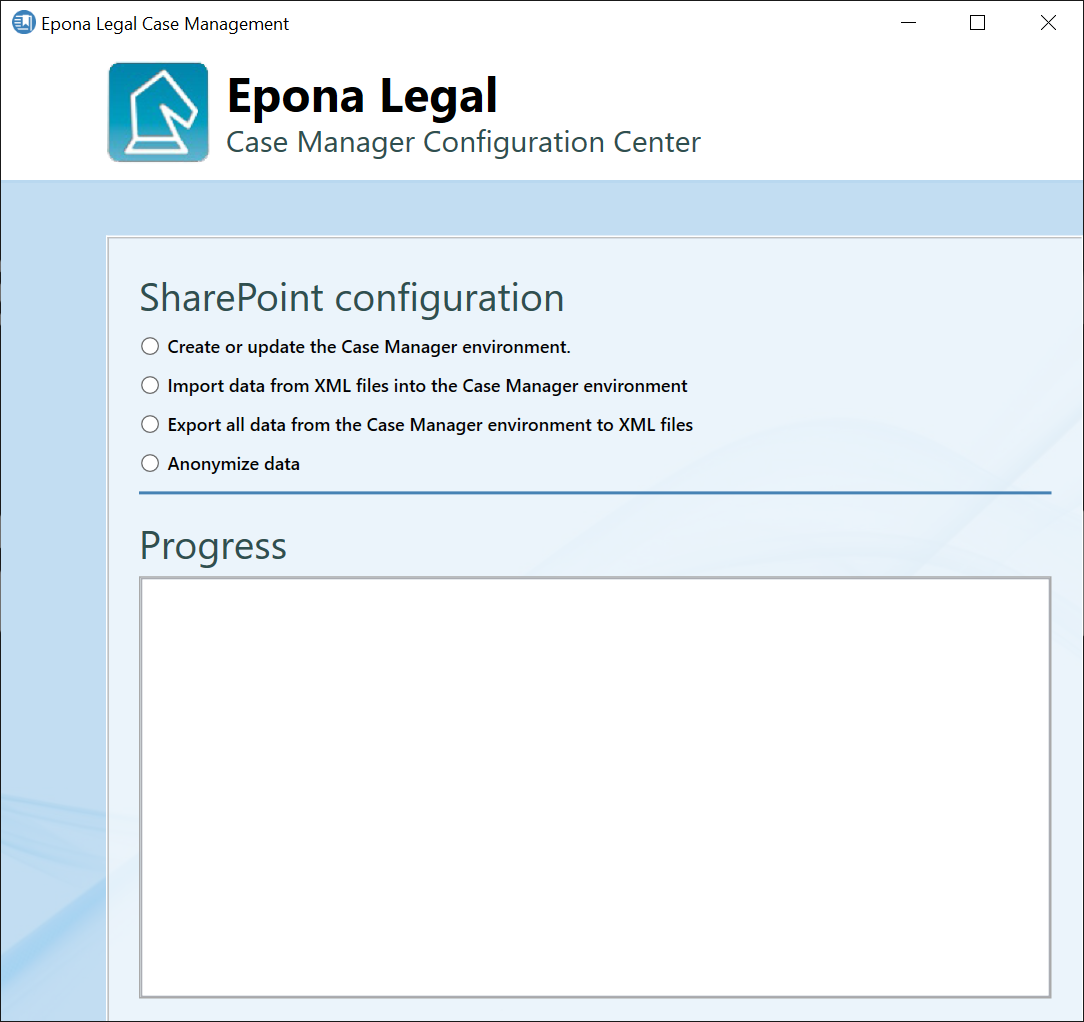 Epona Legal Case Management
Epona Legal
Case Manager Configuration Center
SharePoint configuration
Create or update the Case Manager environment.
Import data from XML files into the Case Manager environment
Export all data from the Case Manager environment to XML files
Anonymize data
Progress